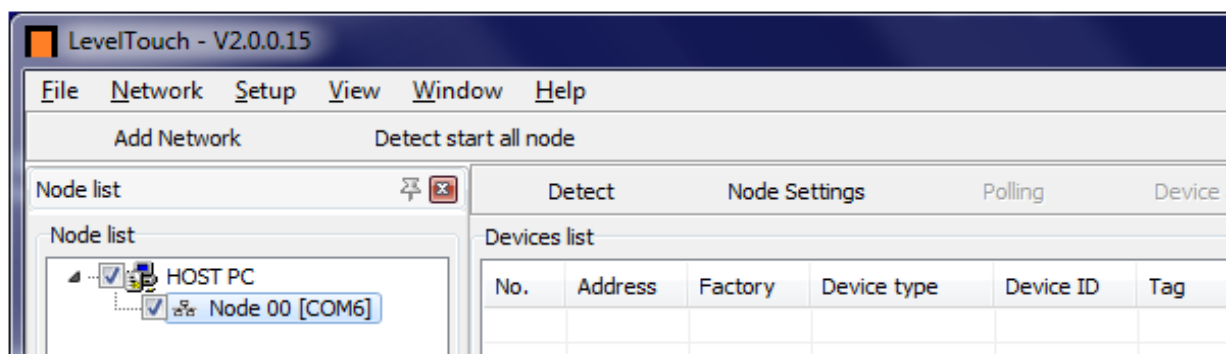 LevelTouch - V2.0.0.15
File Network Setup View Window Help
Add Network Detect start all node
Node list
Detect Node Settings Polling Device
Node list
Devices list
HOST PC
No. Address Factory Device type Device ID Tag
Node 00 [COM6]